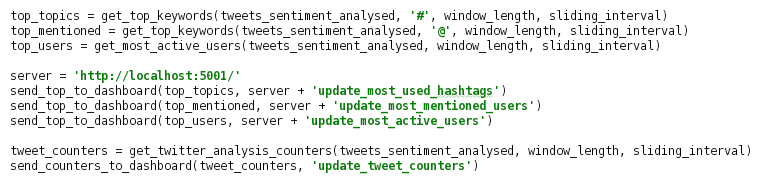 top_topics = get_top_keywords(tweets_sentiment_analysed, '#', window_length, sliding_interval)
top_mentioned = get_top_keywords(tweets_sentiment_analysed, '@', window_length, sliding_interval)
top_users = get_most_active_users(tweets_sentiment_analysed, window_length, sliding_interval)
server = 'http://localhost:5001/'
send_top_to_dashboard(top_topics, server + 'update_most_used_hashtags')
send_top_to_dashboard(top_mentioned, server + 'update_most_mentioned_users')
send_top_to_dashboard(top_users, server + 'update_most_active_users')
tweet_counters = get_twitter_analysis_counters(tweets_sentiment_analysed, window_length, sliding_interval)
send_counters_to_dashboard(tweet_counters, 'update_tweet_counters')